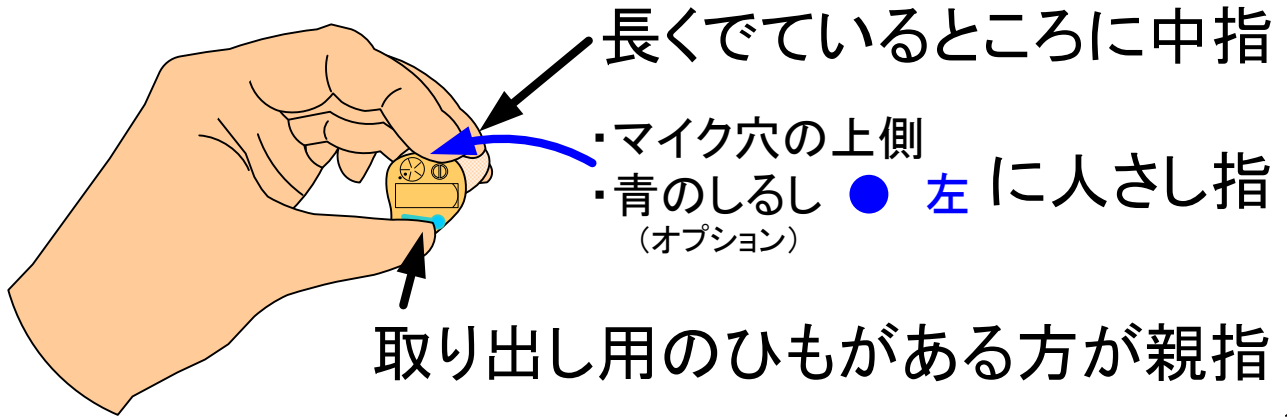 長くでているところに中指
・マイク穴の上側
・青のしるし ● 左 に人さし指
（オプション）
取り出し用のひもがある方が親指